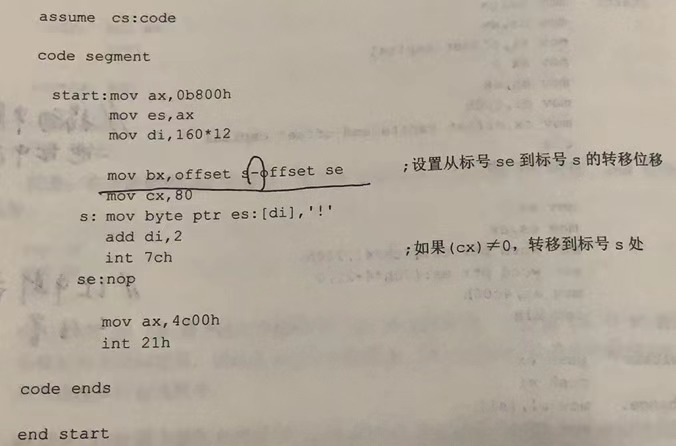 assume cs:code
code segment
start:mov ax,0b800h
mov es,ax
mov di,160*12
mov bx,offset s-offset se ;设置从标号 se 到标号 s 的转移位移
mov cx,80
s: mov byte ptr es:[di],'!'
add di,2
int 7ch ;如果(cx)≠0，转移到标号 s 处
se:nop
mov ax,4c00h
int 21h
code ends
end start